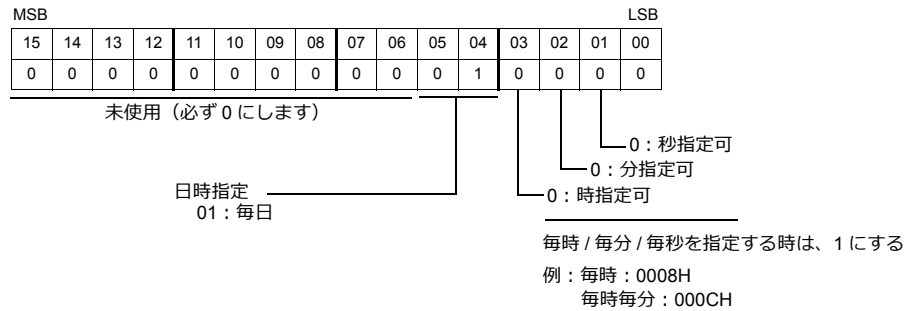 MSB LSB
15 14 13 12 11 10 09 08 07 06 05 04 03 02 01 00
0 0 0 0 0 0 0 0 0 0 0 1 0 0 0 0
未使用（必ず 0 にします）
0：秒指定可
0：分指定可
日時指定
0：時指定可
01：毎日
毎時 / 毎分 / 毎秒を指定する時は、1 にする
例：毎時：0008H
毎時毎分：000CH